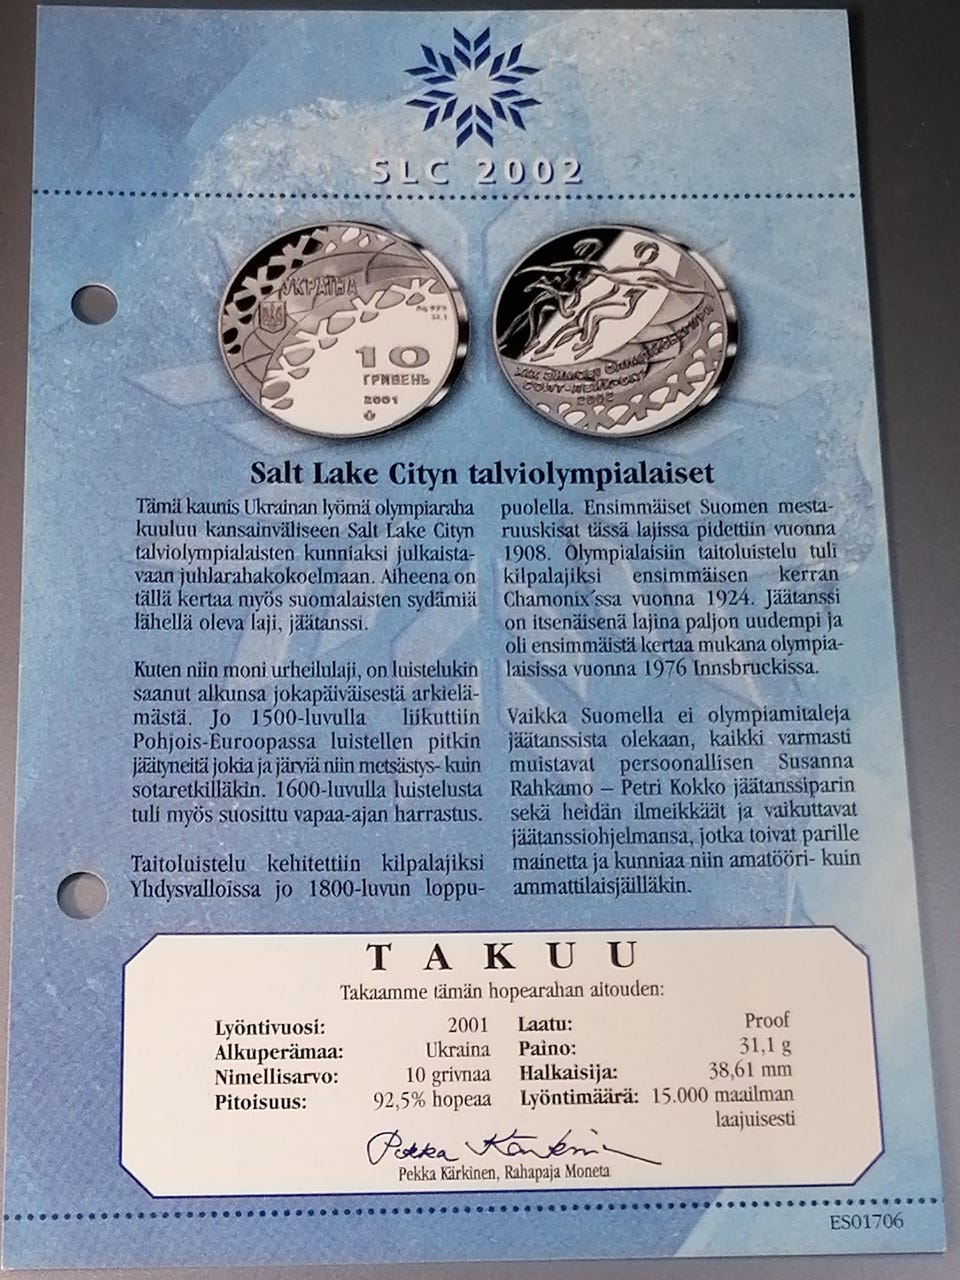 SLC 2002
УКРАЇНА
Ag 925
31,1
10
ГРИВЕНЬ
2001
2002
Salt Lake Cityn talviolympialaiset
Tämä kaunis Ukrainan lyömä olympiaraha
kuuluu kansainväliseen Salt Lake Cityn
talviolympialaisten kunniaksi julkaista-
vaan juhlarahakokoelmaan. Aiheena on
tällä kertaa myös suomalaisten sydämiä
lähellä oleva laji, jäätanssi.
Kuten niin moni urheilulaji, on luistelukin
saanut alkunsa jokapäiväisestä arkielä-
mästä. Jo 1500-luvulla liikuttiin
Pohjois-Euroopassa luistellen pitkin
jäätyneitä jokia ja järviä niin metsästys- kuin
sotaretkilläkin. 1600-luvulla luistelusta
tuli myös suosittu vapaa-ajan harrastus.
Taitoluistelu kehitettiin kilpalajiksi
Yhdysvalloissa jo 1800-luvun loppu-
puolella. Ensimmäiset Suomen mesta-
ruuskisat tässä lajissa pidettiin vuonna
1908. Olympialaisiin taitoluistelu tuli
kilpalajiksi ensimmäisen kerran
Chamonix´ssa vuonna 1924. Jäätanssi
on itsenäisenä lajina paljon uudempi ja
oli ensimmäistä kertaa mukana olympia-
laisissa vuonna 1976 Innsbruckissa.
Vaikka Suomella ei olympiamitaleja
jäätanssista olekaan, kaikki varmasti
muistavat persoonallisen Susanna
Rahkamo – Petri Kokko jäätanssiparin
sekä heidän ilmeikkäät ja vaikuttavat
jäätanssiohjelmansa, jotka toivat parille
mainetta ja kunniaa niin amatööri- kuin
ammattilaisjäilläkin.
TAKUU
Takaamme tämän hopearahan aitouden:
Lyöntivuosi: 2001
Alkuperämaa: Ukraina
Nimellisarvo: 10 grivnaa
Pitoisuus: 92,5% hopeaa
Laatu: Proof
Paino: 31,1 g
Halkaisija: 38,61 mm
Lyöntimäärä: 15.000 maailman
laajuisesti
Pekka Kärkinen
Pekka Kärkinen, Rahapaja Moneta
ES01706